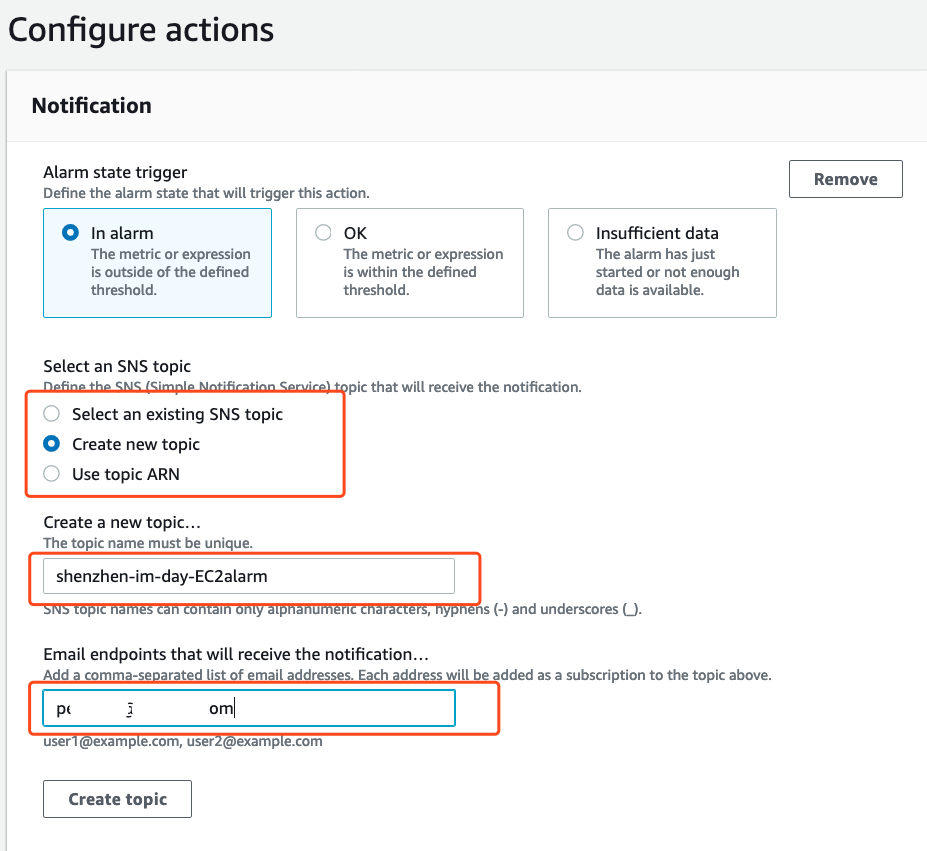 Configure actions
Notification
Alarm state trigger
Define the alarm state that will trigger this action.
Remove
In alarm
The metric or expression
is outside of the defined
threshold.
OK
The metric or expression
is within the defined
threshold.
Insufficient data
The alarm has just
started or not enough
data is available.
Select an SNS topic
Define the SNS (Simple Notification Service) topic that will receive the notification.
Select an existing SNS topic
Create new topic
Use topic ARN
Create a new topic…
The topic name must be unique.
shenzhen-im-day-EC2alarm
SNS topic names can contain only alphanumeric characters, hyphens (-) and underscores (_).
Email endpoints that will receive the notification…
Add a comma-separated list of email addresses. Each address will be added as a subscription to the topic above.
user1@example.com, user2@example.com
Create topic